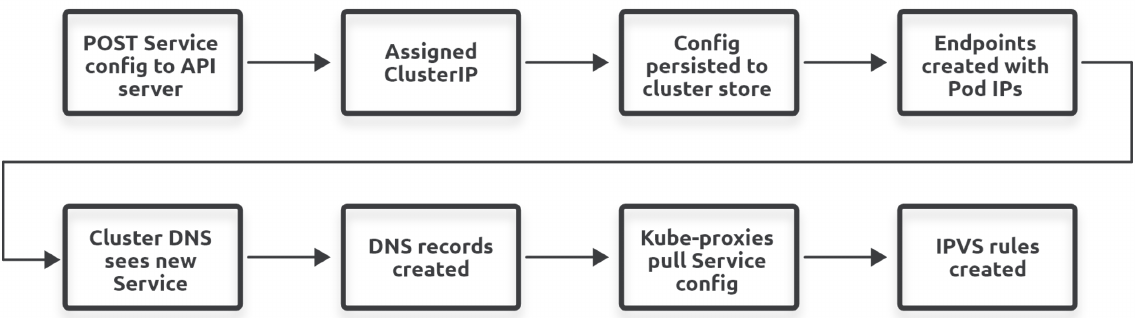 POST Service
config to API
server
Assigned
ClusterIP
Config
persisted to
cluster store
Endpoints
created with
Pod IPs
Cluster DNS
sees new
Service
DNS records
created
Kube-proxies
pull Service
config
IPVS rules
created